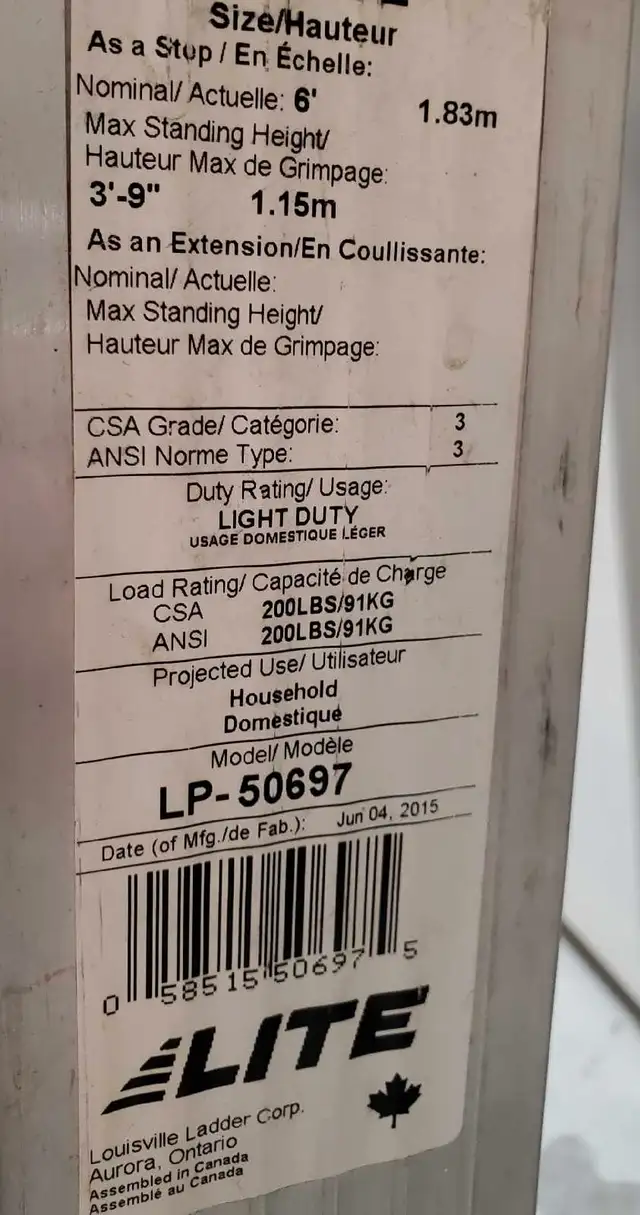 Size/Hauteur
As a Step / En Échelle:
Nominal/ Actuelle: 6' 1.83m
Max Standing Height/
Hauteur Max de Grimpage:
3'-9" 1.15m
As an Extension/En Coullissante:
Nominal/ Actuelle:
Max Standing Height/
Hauteur Max de Grimpage:
CSA Grade/ Catégorie: 3
ANSI Norme Type: 3
Duty Rating/ Usage:
LIGHT DUTY
USAGE DOMESTIQUE LÉGER
Load Rating/ Capacité de Charge
CSA 200LBS/91KG
ANSI 200LBS/91KG
Projected Use/ Utilisateur
Household
Domestique
Model/ Modèle
LP-50697
Date (of Mfg./de Fab.): Jun 04, 2015
0 58515 50697 5
LITE
Louisville Ladder Corp.
Aurora, Ontario
Assembled in Canada
Assemblé au Canada